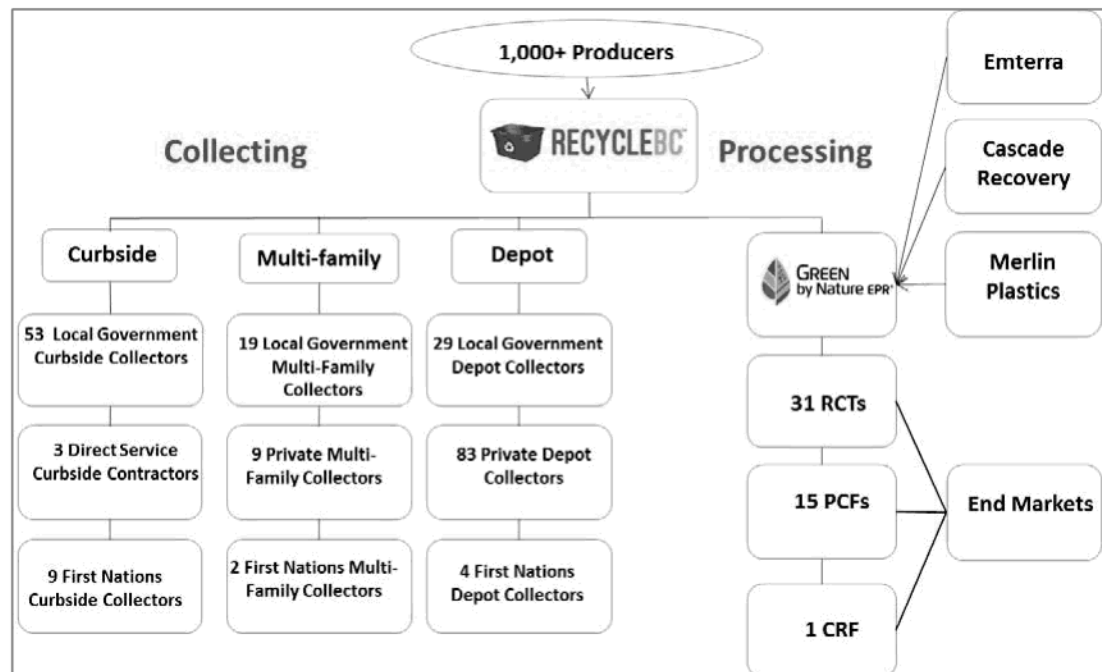 1,000+ Producers
RECYCLEBC
Collecting
Processing
Emterra
Cascade
Recovery
Merlin
Plastics
Curbside
Multi-family
Depot
GREEN
by Nature EPR
53 Local Government
Curbside Collectors
19 Local Government
Multi-Family
Collectors
29 Local Government
Depot Collectors
31 RCTs
3 Direct Service
Curbside Contractors
9 Private Multi-
Family Collectors
83 Private Depot
Collectors
15 PCFs
End Markets
9 First Nations
Curbside Collectors
2 First Nations Multi-
Family Collectors
4 First Nations
Depot Collectors
1 CRF